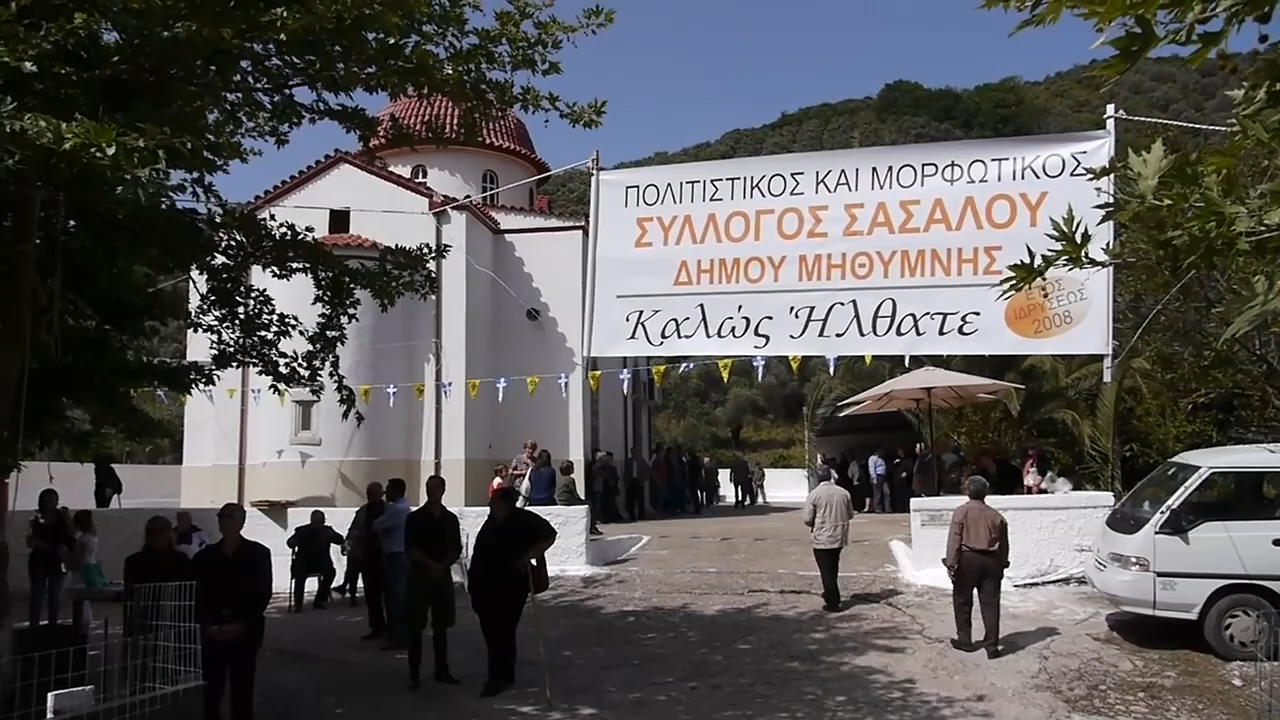 ΠΟΛΙΤΙΣΤΙΚΟΣ ΚΑΙ ΜΟΡΦΩΤΙΚΟΣ
ΣΥΛΛΟΓΟΣ ΣΑΣΑΛΟΥ
ΔΗΜΟΥ ΜΗΘΥΜΝΗΣ
Καλώς Ήλθατε
ΕΤΟΣ
ΙΔΡΥΣΕΩΣ
2008